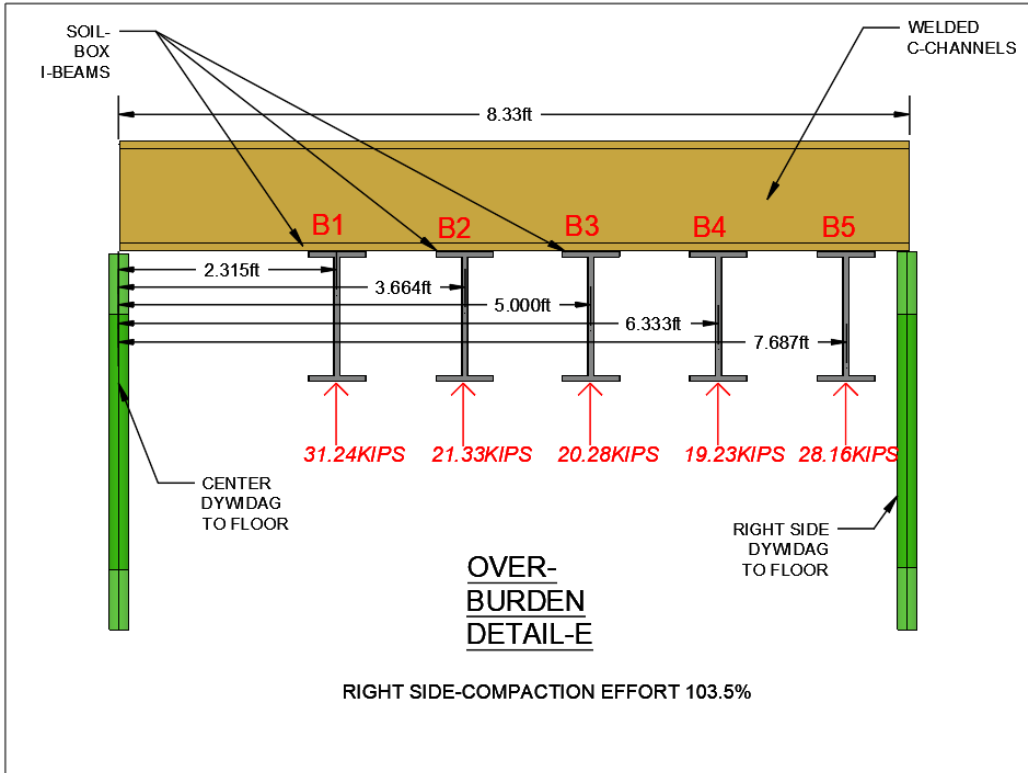 SOIL-
BOX
I-BEAMS
WELDED
C-CHANNELS
8.33ft
B1
B2
B3
B4
B5
2.315ft
3.664ft
5.000ft
6.333ft
7.687ft
31.24KIPS
21.33KIPS
20.28KIPS
19.23KIPS
28.16KIPS
CENTER
DYWIDAG
TO FLOOR
RIGHT SIDE
DYWIDAG
TO FLOOR
OVER-
BURDEN
DETAIL-E
RIGHT SIDE-COMPACTION EFFORT 103.5%